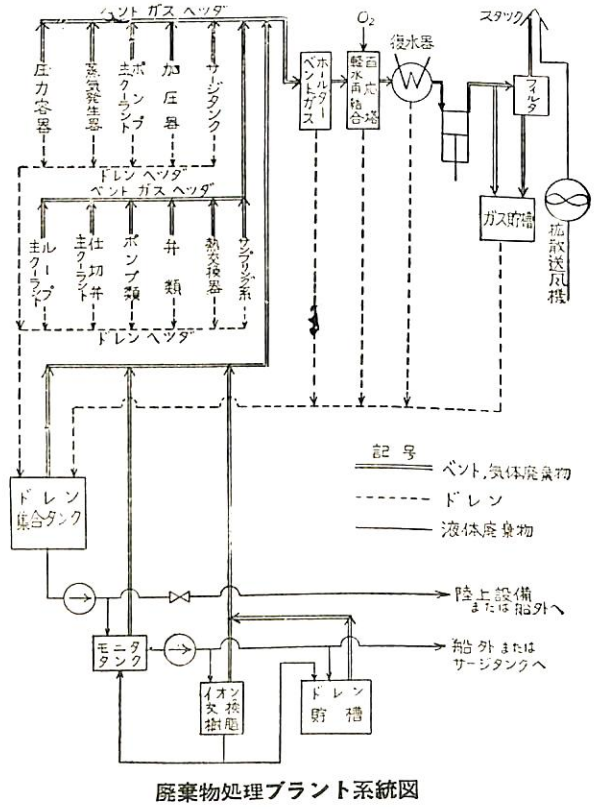 ベント ガス ヘツダ
O₂
スタック
復水器
ホールター
ベントガス
百応塔
軽水再結合
フィルタ
圧力容器
蒸気発生器
主クーラント
ポンプ
加圧器
サージタンク
ドレンヘツダ
ベント ガスヘツダ
ガス貯槽
拡散送风機
主クーラント
ループ
主クーラント
仕切弁
ポンプ類
弁類
熱交換器
サンプリング系
ドレンヘツダ
記号
ベント,気体廃棄物
ドレン
液体廃棄物
ドレン
集合タンク
陸上設備
または船外へ
モニタ
タンク
船外または
サージタンクへ
イオン
交換
樹脂
ドレン
貯槽
廃棄物処理プラント系統図